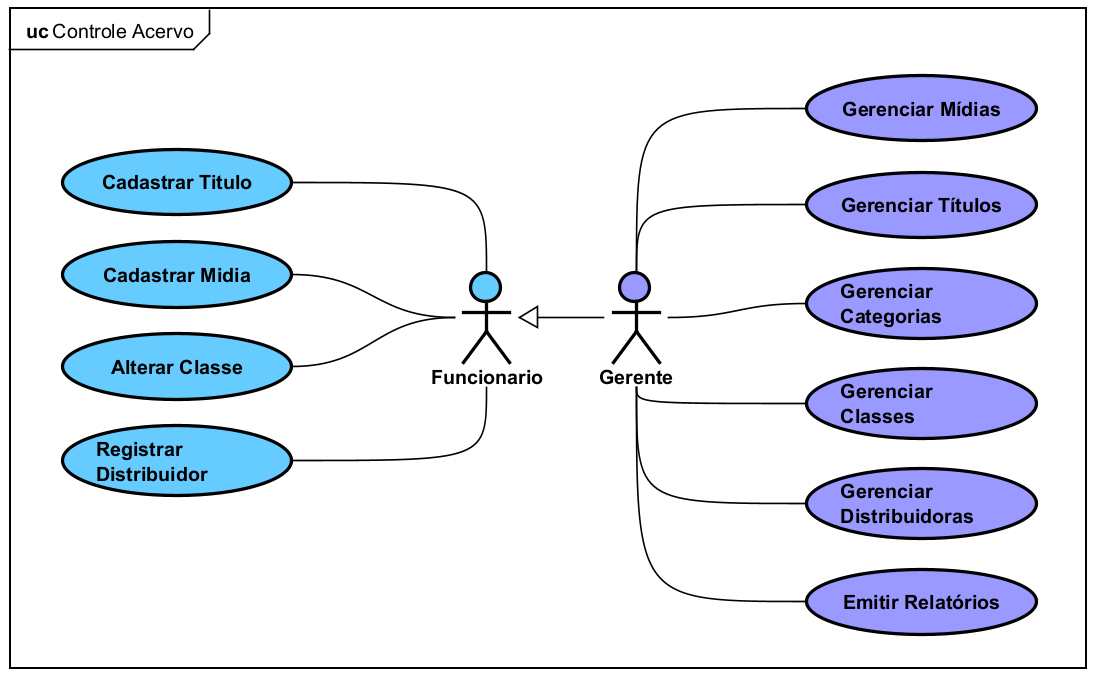 uc Controle Acervo
Cadastrar Titulo
Cadastrar Midia
Alterar Classe
Registrar
Distribuidor
Funcionario
Gerente
Gerenciar Mídias
Gerenciar Títulos
Gerenciar
Categorias
Gerenciar
Classes
Gerenciar
Distribuidoras
Emitir Relatórios